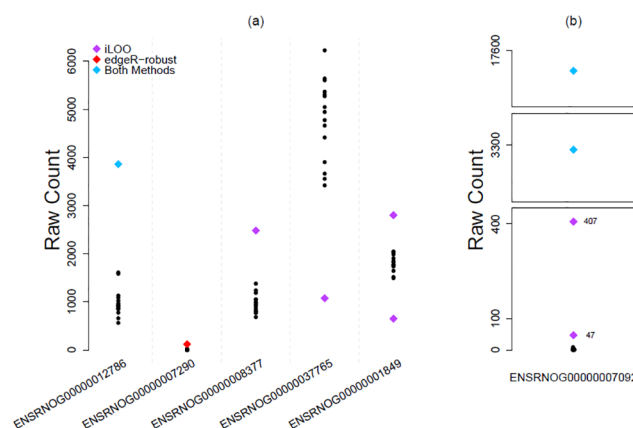 (a)
iLOO
edgeR−robust
Both Methods
Raw Count
6000
5000
4000
3000
2000
1000
0
ENSRNOG00000012786
ENSRNOG00000007290
ENSRNOG00000008377
ENSRNOG00000037765
ENSRNOG00000001849
(b)
Raw Count
17600
3300
400
100
0
407
47
ENSRNOG00000007092